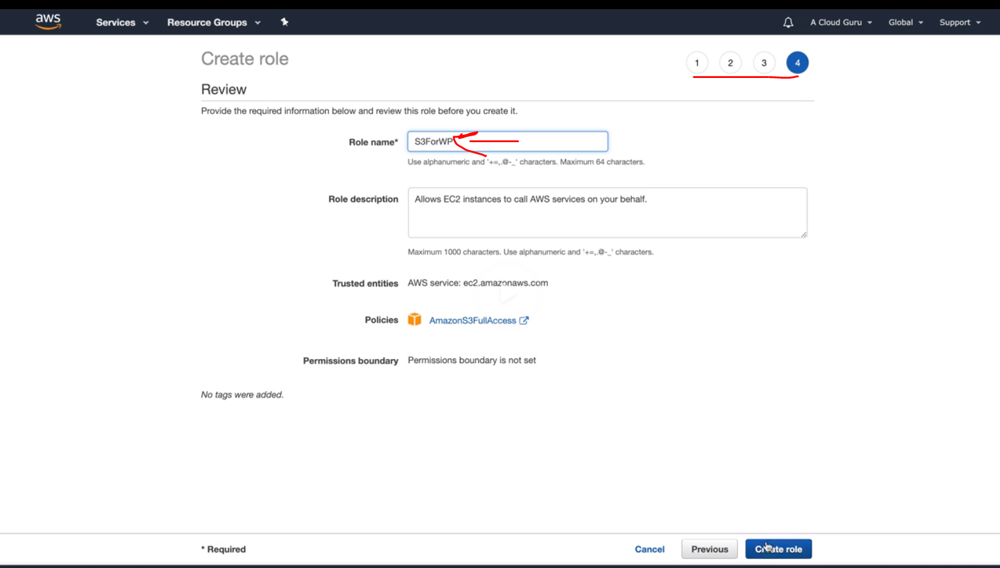 aws Services Resource Groups A Cloud Guru Global Support
Create role 1 2 3 4
Review
Provide the required information below and review this role before you create it.
Role name* S3ForWP
Use alphanumeric and '+=,.@-_' characters. Maximum 64 characters.
Role description Allows EC2 instances to call AWS services on your behalf.
Maximum 1000 characters. Use alphanumeric and '+=,.@-_' characters.
Trusted entities AWS service: ec2.amazonaws.com
Policies AmazonS3FullAccess
Permissions boundary Permissions boundary is not set
No tags were added.
* Required Cancel Previous Create role